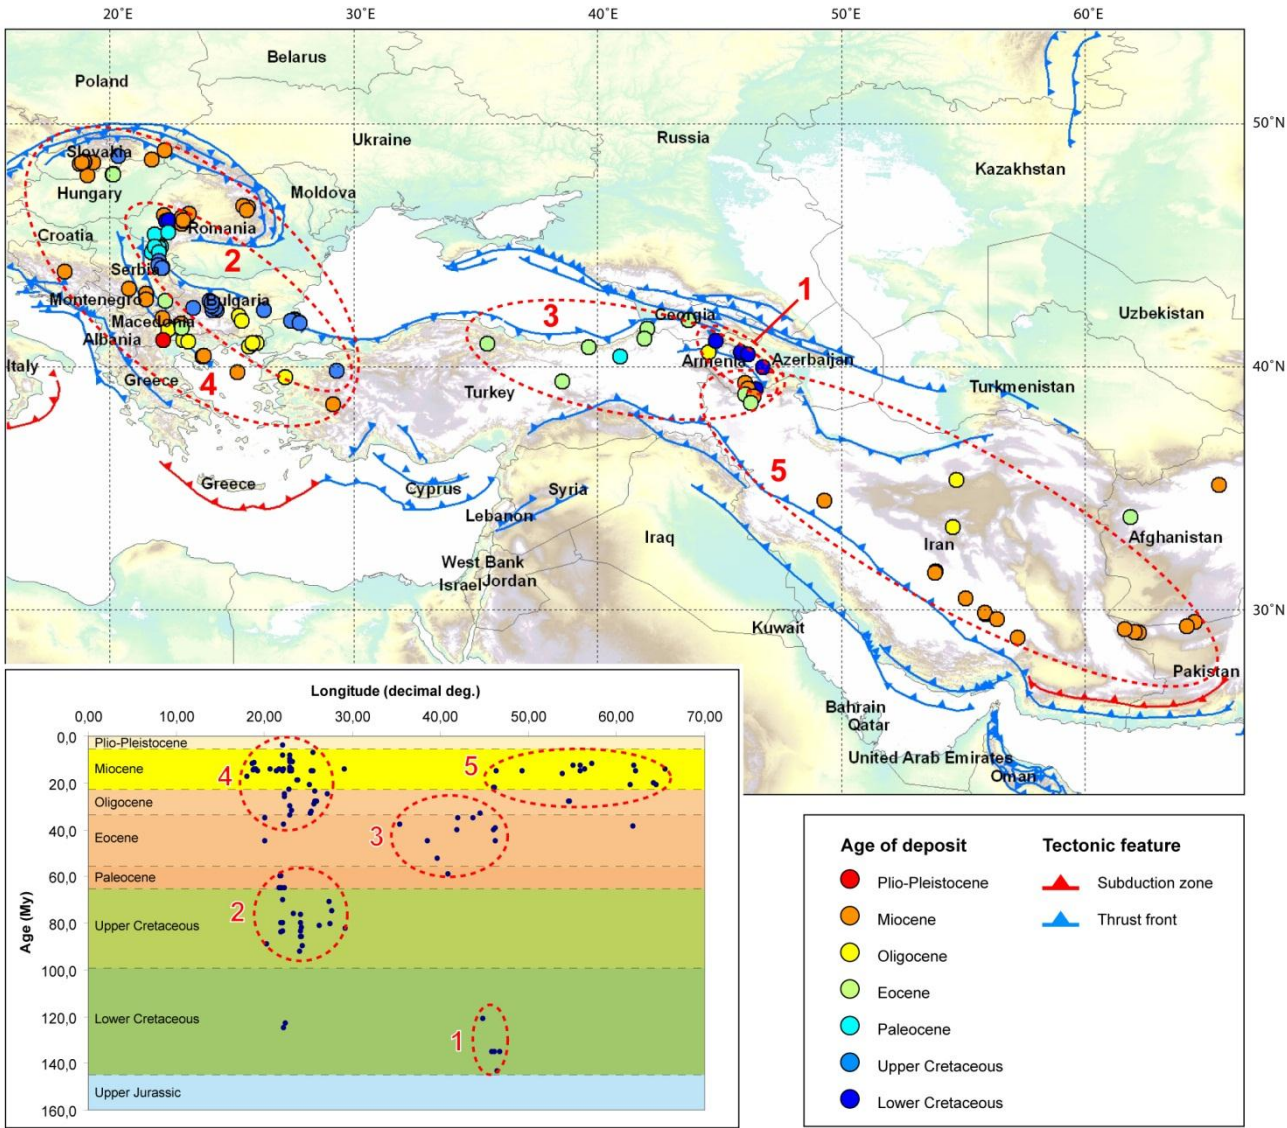 20°E 30°E 40°E 50°E 60°E
Belarus
Poland
50°N
Ukraine
Russia
Slovakia
Kazakhstan
Hungary
Moldova
Romania
Croatia
2
Serbia
1
Montenegro
Bulgaria
3
Georgia
Uzbekistan
Macedonia
Albania
Armenia
Azerbaijan
40°N
Italy
Greece
4
Turkey
Turkmenistan
5
Greece
Cyprus
Syria
Lebanon
Iraq
Iran
Afghanistan
West Bank
Israel
Jordan
30°N
Kuwait
Pakistan
Bahrain
Qatar
United Arab Emirates
Oman
Longitude (decimal deg.)
0,00 10,00 20,00 30,00 40,00 50,00 60,00 70,00
Age (My)
0,0
20,0
40,0
60,0
80,0
100,0
120,0
140,0
160,0
Plio-Pleistocene
Miocene
Oligocene
Eocene
Paleocene
Upper Cretaceous
Lower Cretaceous
Upper Jurassic
4
5
3
2
1
Age of deposit
Plio-Pleistocene
Miocene
Oligocene
Eocene
Paleocene
Upper Cretaceous
Lower Cretaceous
Tectonic feature
Subduction zone
Thrust front